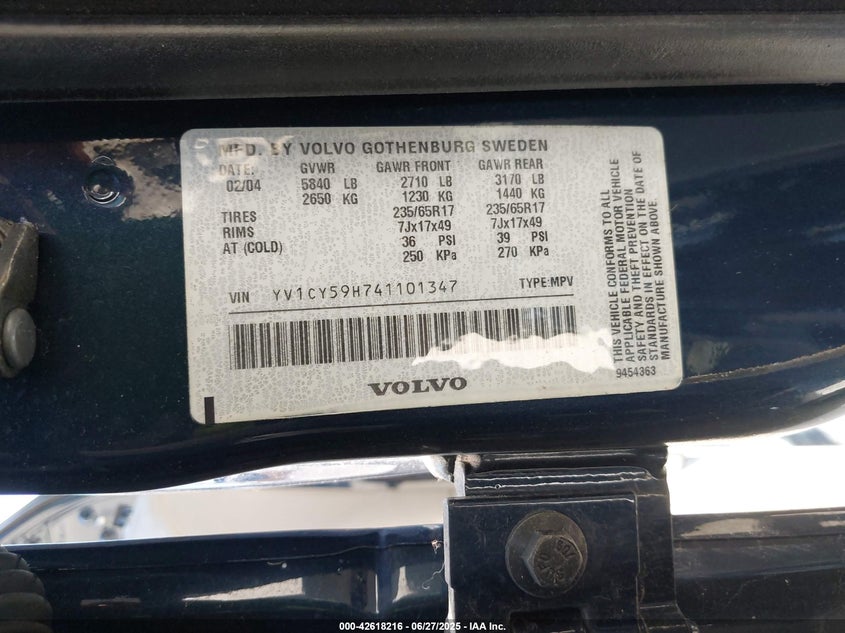 MFD. BY VOLVO GOTHENBURG SWEDEN
DATE: GVWR GAWR FRONT GAWR REAR
02/04 5840 LB 2710 LB 3170 LB
2650 KG 1230 KG 1440 KG
TIRES 235/65R17 235/65R17
RIMS 7Jx17x49 7Jx17x49
AT (COLD) 36 PSI 39 PSI
250 KPa 270 KPa
VIN YV1CY59H741101347 TYPE:MPV
VOLVO
THIS VEHICLE CONFORMS TO ALL
APPLICABLE FEDERAL MOTOR VEHICLE
SAFETY AND THEFT PREVENTION
STANDARDS IN EFFECT ON THE DATE OF
MANUFACTURE SHOWN ABOVE.
9454363
000-42618216 - 06/27/2025 - IAA Inc.